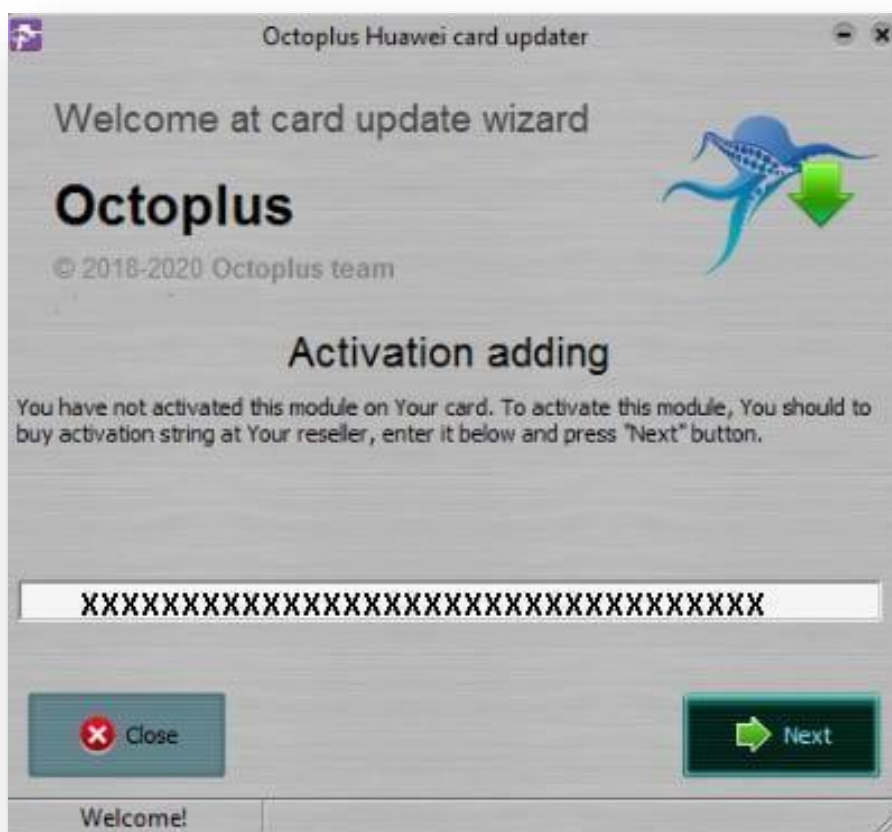 Octoplus Huawei card updater
Welcome at card update wizard
Octoplus
© 2018-2020 Octoplus team
Activation adding
You have not activated this module on Your card. To activate this module, You should to
buy activation string at Your reseller, enter it below and press "Next" button.
XXXXXXXXXXXXXXXXXXXXXXXXXXXXXXXXXX
Close
Next
Welcome!